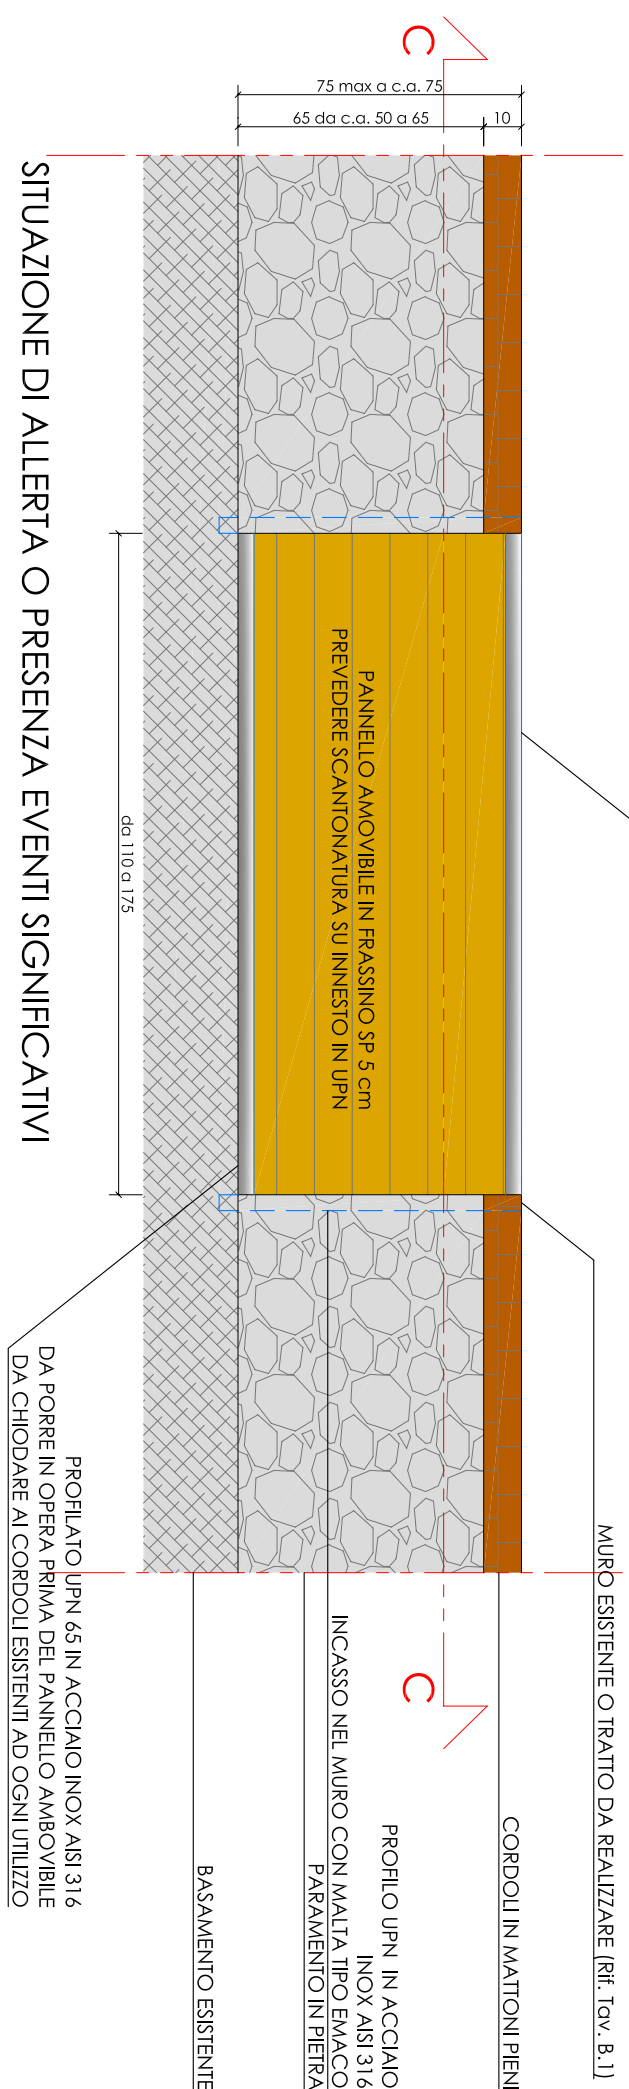 MURO ESISTENTE O TRATTO DA REALIZZARE (Rif. Tav. B.1)
CORDOLI IN MATTONI PIENI
PROFILO UPN IN ACCIAIO
INOX AISI 316
INCASSO NEL MURO CON MALTA TIPO EMACO
PARAMENTO IN PIETRA
BASAMENTO ESISTENTE
C
C
75 max a c.a. 75
65 da c.a. 50 a 65
10
PANNELLO AMOVIBILE IN FRASSINO SP 5 cm
PREVEDERE SCANTONATURA SU INNESTO IN UPN
da 110 a 175
PROFILATO UPN 65 IN ACCIAIO INOX AISI 316
DA PORRE IN OPERA PRIMA DEL PANNELLO AMBOVIBILE
DA CHIODARE AI CORDOLI ESISTENTI AD OGNI UTILIZZO
SITUAZIONE DI ALLERTA O PRESENZA EVENTI SIGNIFICATIVI